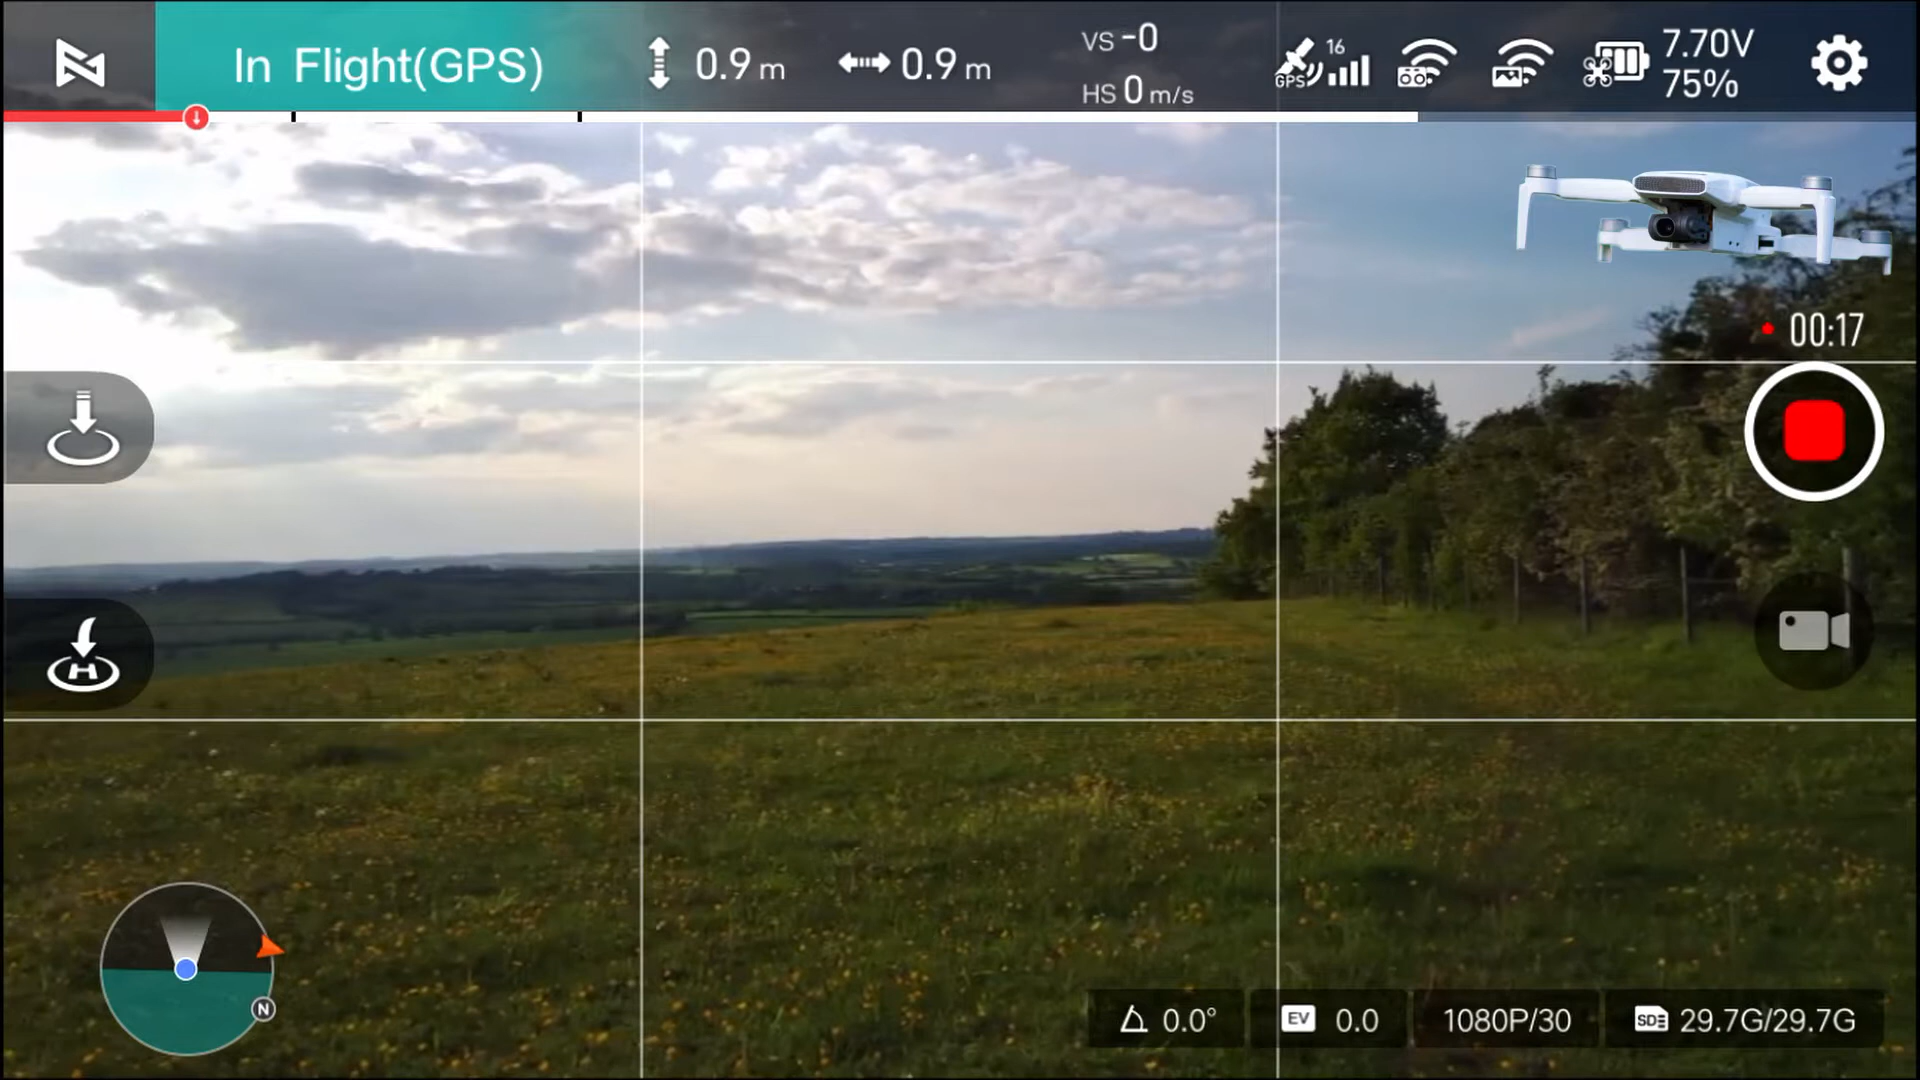 In Flight(GPS)
0.9 m
0.9 m
VS -0
HS 0 m/s
GPS
16
7.70V
75%
00:17
H
N
0.0°
EV 0.0
1080P/30
SD 29.7G/29.7G